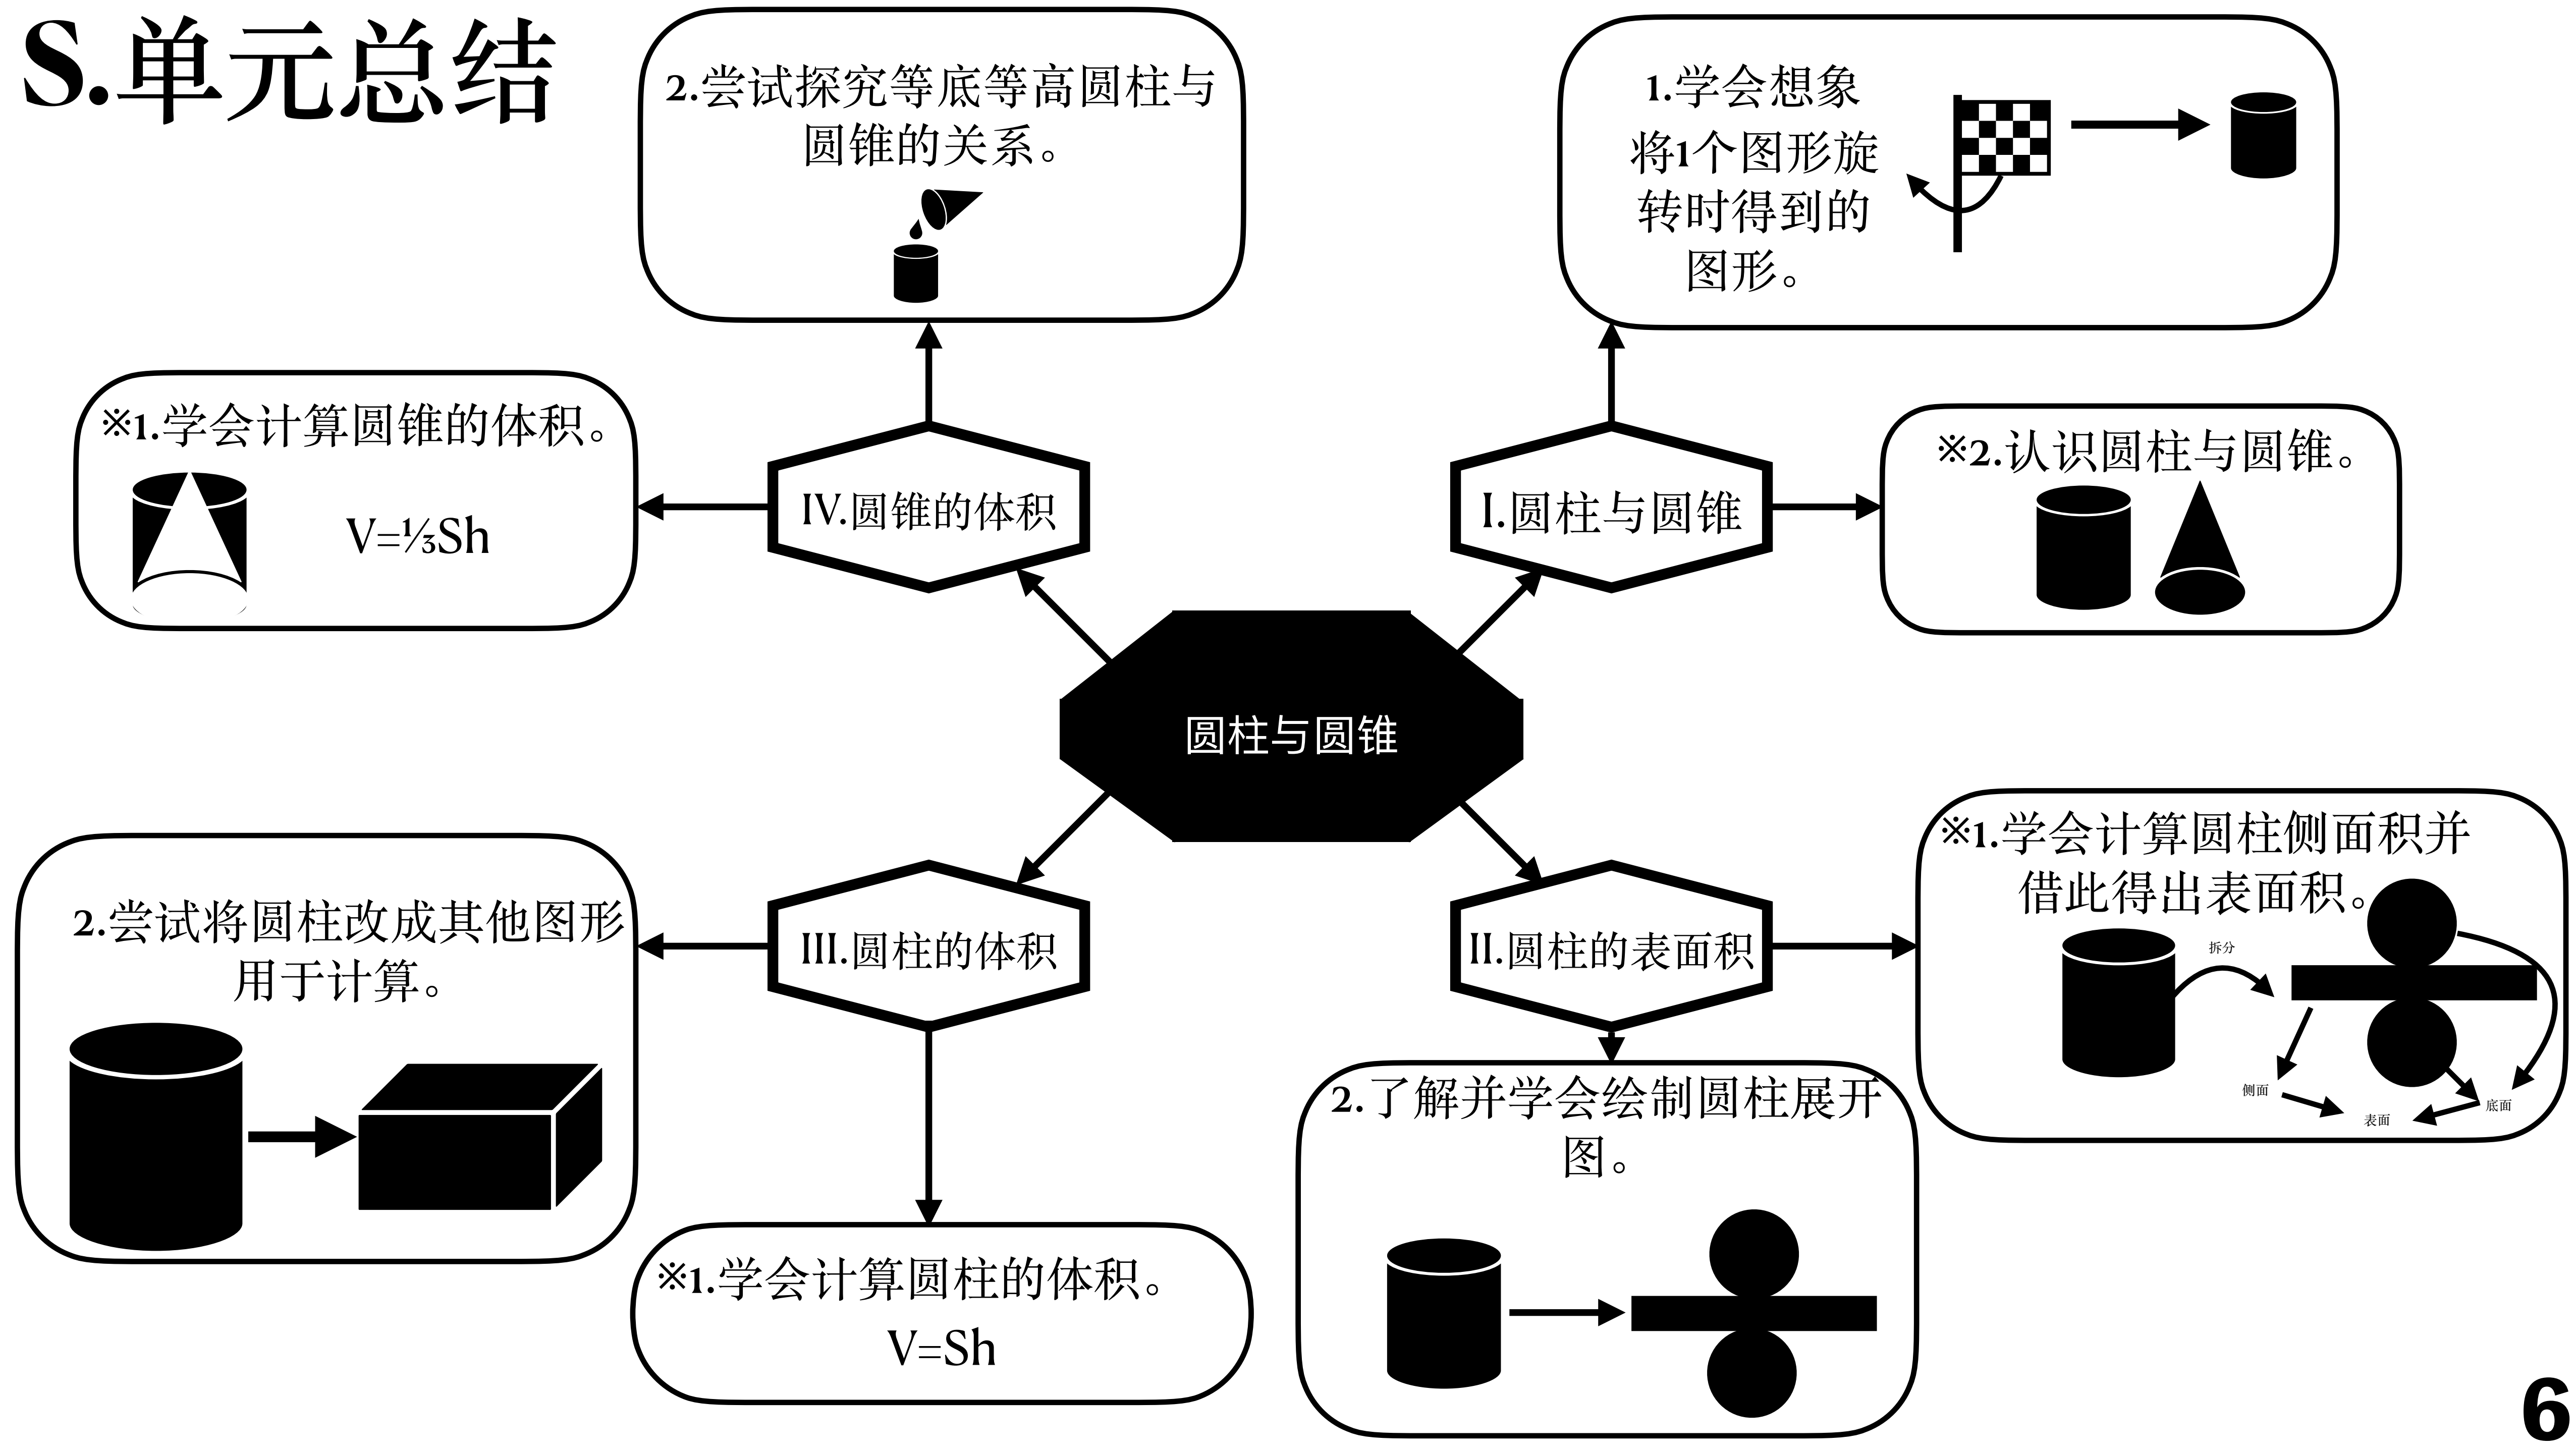 S.单元总结
2.尝试探究等底等高圆柱与
圆锥的关系。
1.学会想象
将1个图形旋
转时得到的
图形。
※1.学会计算圆锥的体积。
V=⅓Sh
IV.圆锥的体积
I.圆柱与圆锥
※2.认识圆柱与圆锥。
圆柱与圆锥
2.尝试将圆柱改成其他图形
用于计算。
III.圆柱的体积
II.圆柱的表面积
※1.学会计算圆柱侧面积并
借此得出表面积。
拆分
侧面
表面
底面
※1.学会计算圆柱的体积。
V=Sh
2.了解并学会绘制圆柱展开
图。
6